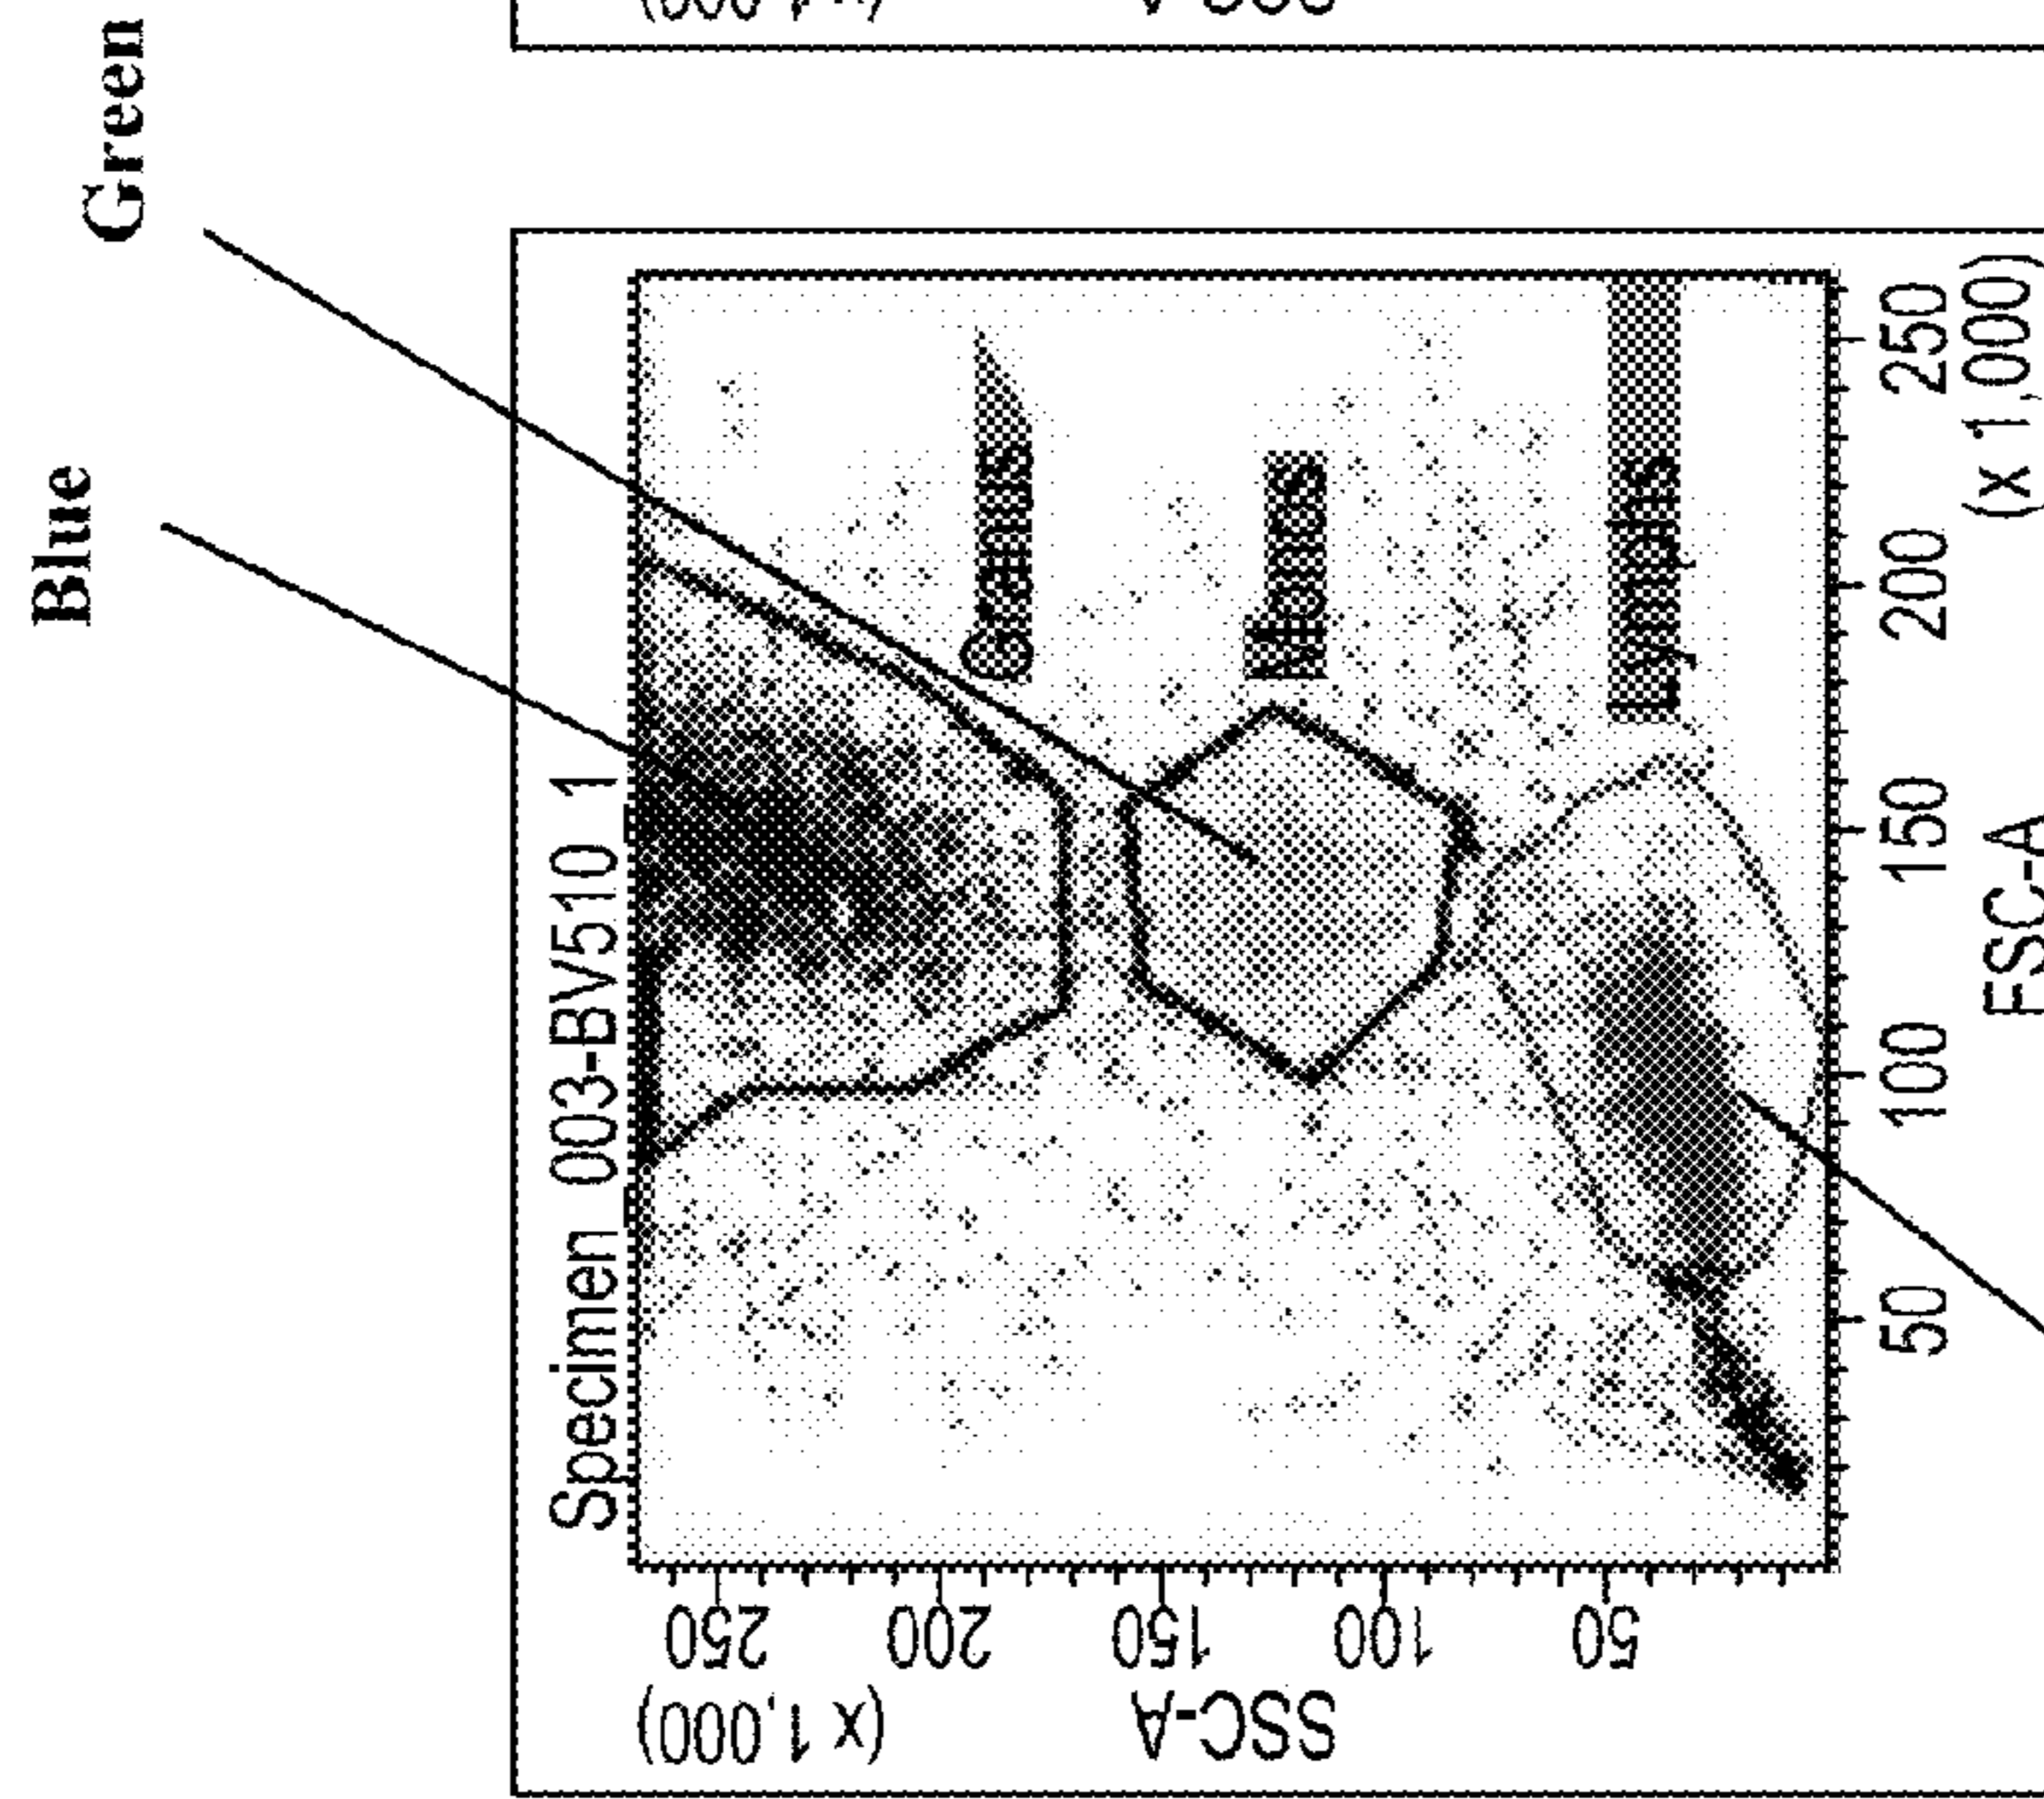 Blue
Green
Specimen_003-BV510_1
(x 1,000)
SSC-A
250
200
150
100
50
Grans
Monos
Lymphs
50
100
150
200
250
(x 1,000)
FSC-A